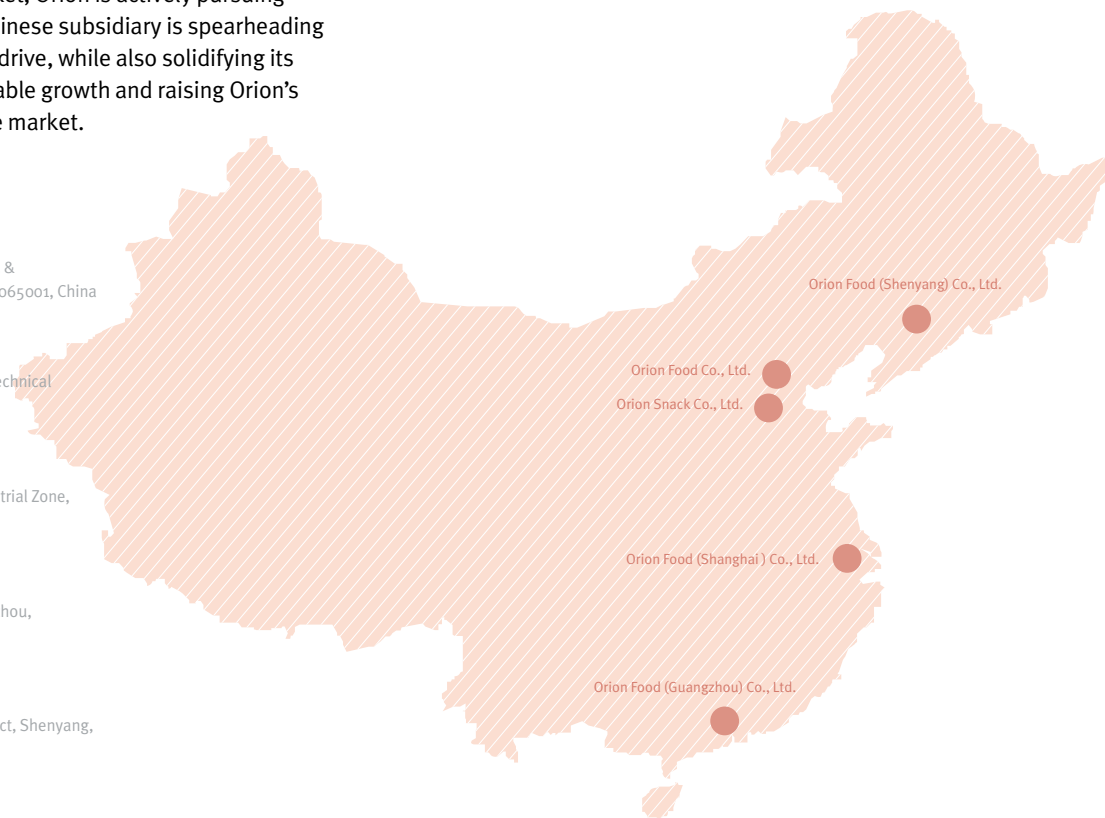 ket, Orion is actively pursuing
inese subsidiary is spearheading
drive, while also solidifying its
able growth and raising Orion’s
e market.
&
065001, China
echnical
trial Zone,
hou,
ct, Shenyang,
Orion Food (Shenyang) Co., Ltd.
Orion Food Co., Ltd.
Orion Snack Co., Ltd.
Orion Food (Shanghai ) Co., Ltd.
Orion Food (Guangzhou) Co., Ltd.